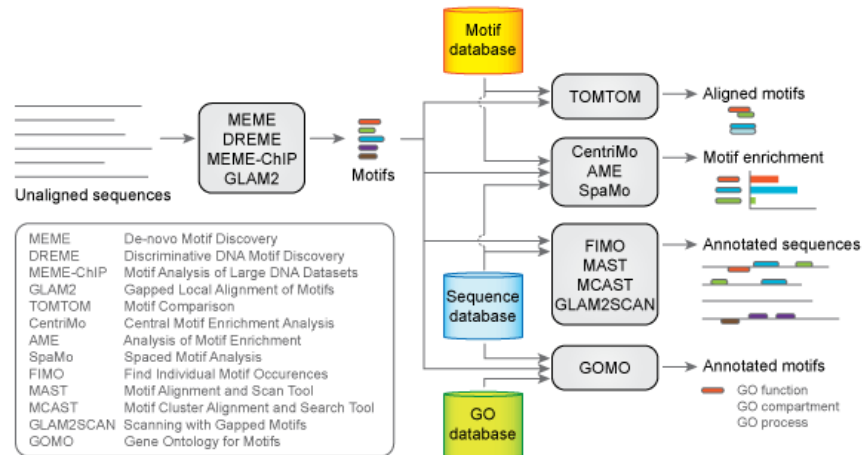 Motif
database
MEME
DREME
MEME-ChIP
GLAM2
Unaligned sequences
Motifs
TOMTOM
Aligned motifs
CentriMo
AME
SpaMo
Motif enrichment
FIMO
MAST
MCAST
GLAM2SCAN
Annotated sequences
Sequence
database
GOMO
Annotated motifs
GO function
GO compartment
GO process
GO
database
MEME De-novo Motif Discovery
DREME Discriminative DNA Motif Discovery
MEME-ChIP Motif Analysis of Large DNA Datasets
GLAM2 Gapped Local Alignment of Motifs
TOMTOM Motif Comparison
CentriMo Central Motif Enrichment Analysis
AME Analysis of Motif Enrichment
SpaMo Spaced Motif Analysis
FIMO Find Individual Motif Occurences
MAST Motif Alignment and Scan Tool
MCAST Motif Cluster Alignment and Search Tool
GLAM2SCAN Scanning with Gapped Motifs
GOMO Gene Ontology for Motifs